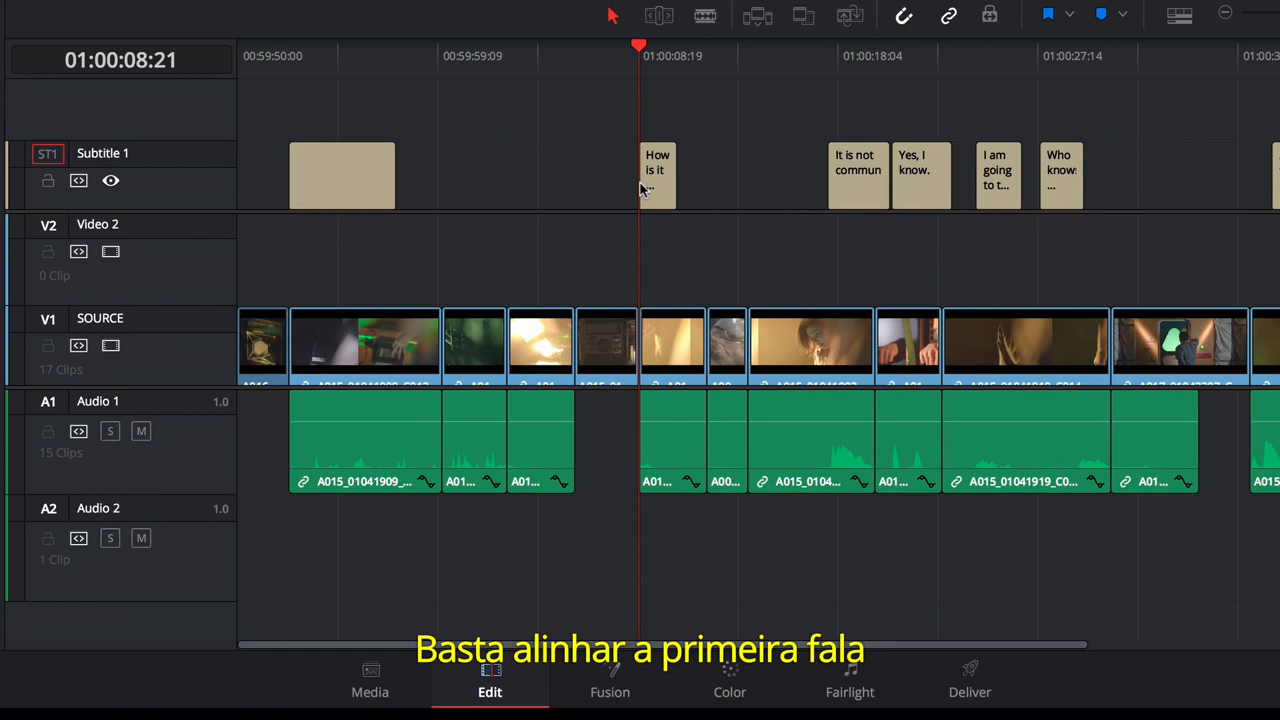 01:00:08:21
00:59:50:00
00:59:59:09
01:00:08:19
01:00:18:04
01:00:27:14
ST1
Subtitle 1
How
is it
...
It is not
commun
Yes, I
know.
I am
going
to t...
Who
know
...
V2
Video 2
0 Clip
V1
SOURCE
17 Clips
A1
Audio 1
1.0
S
M
15 Clips
A015_01041909_...
A01...
A01...
A01...
A00...
A015_0104...
A01...
A015_01041919_C0...
A01...
A015
A2
Audio 2
1.0
S
M
1 Clip
Basta alinhar a primeira fala
Media
Edit
Fusion
Color
Fairlight
Deliver